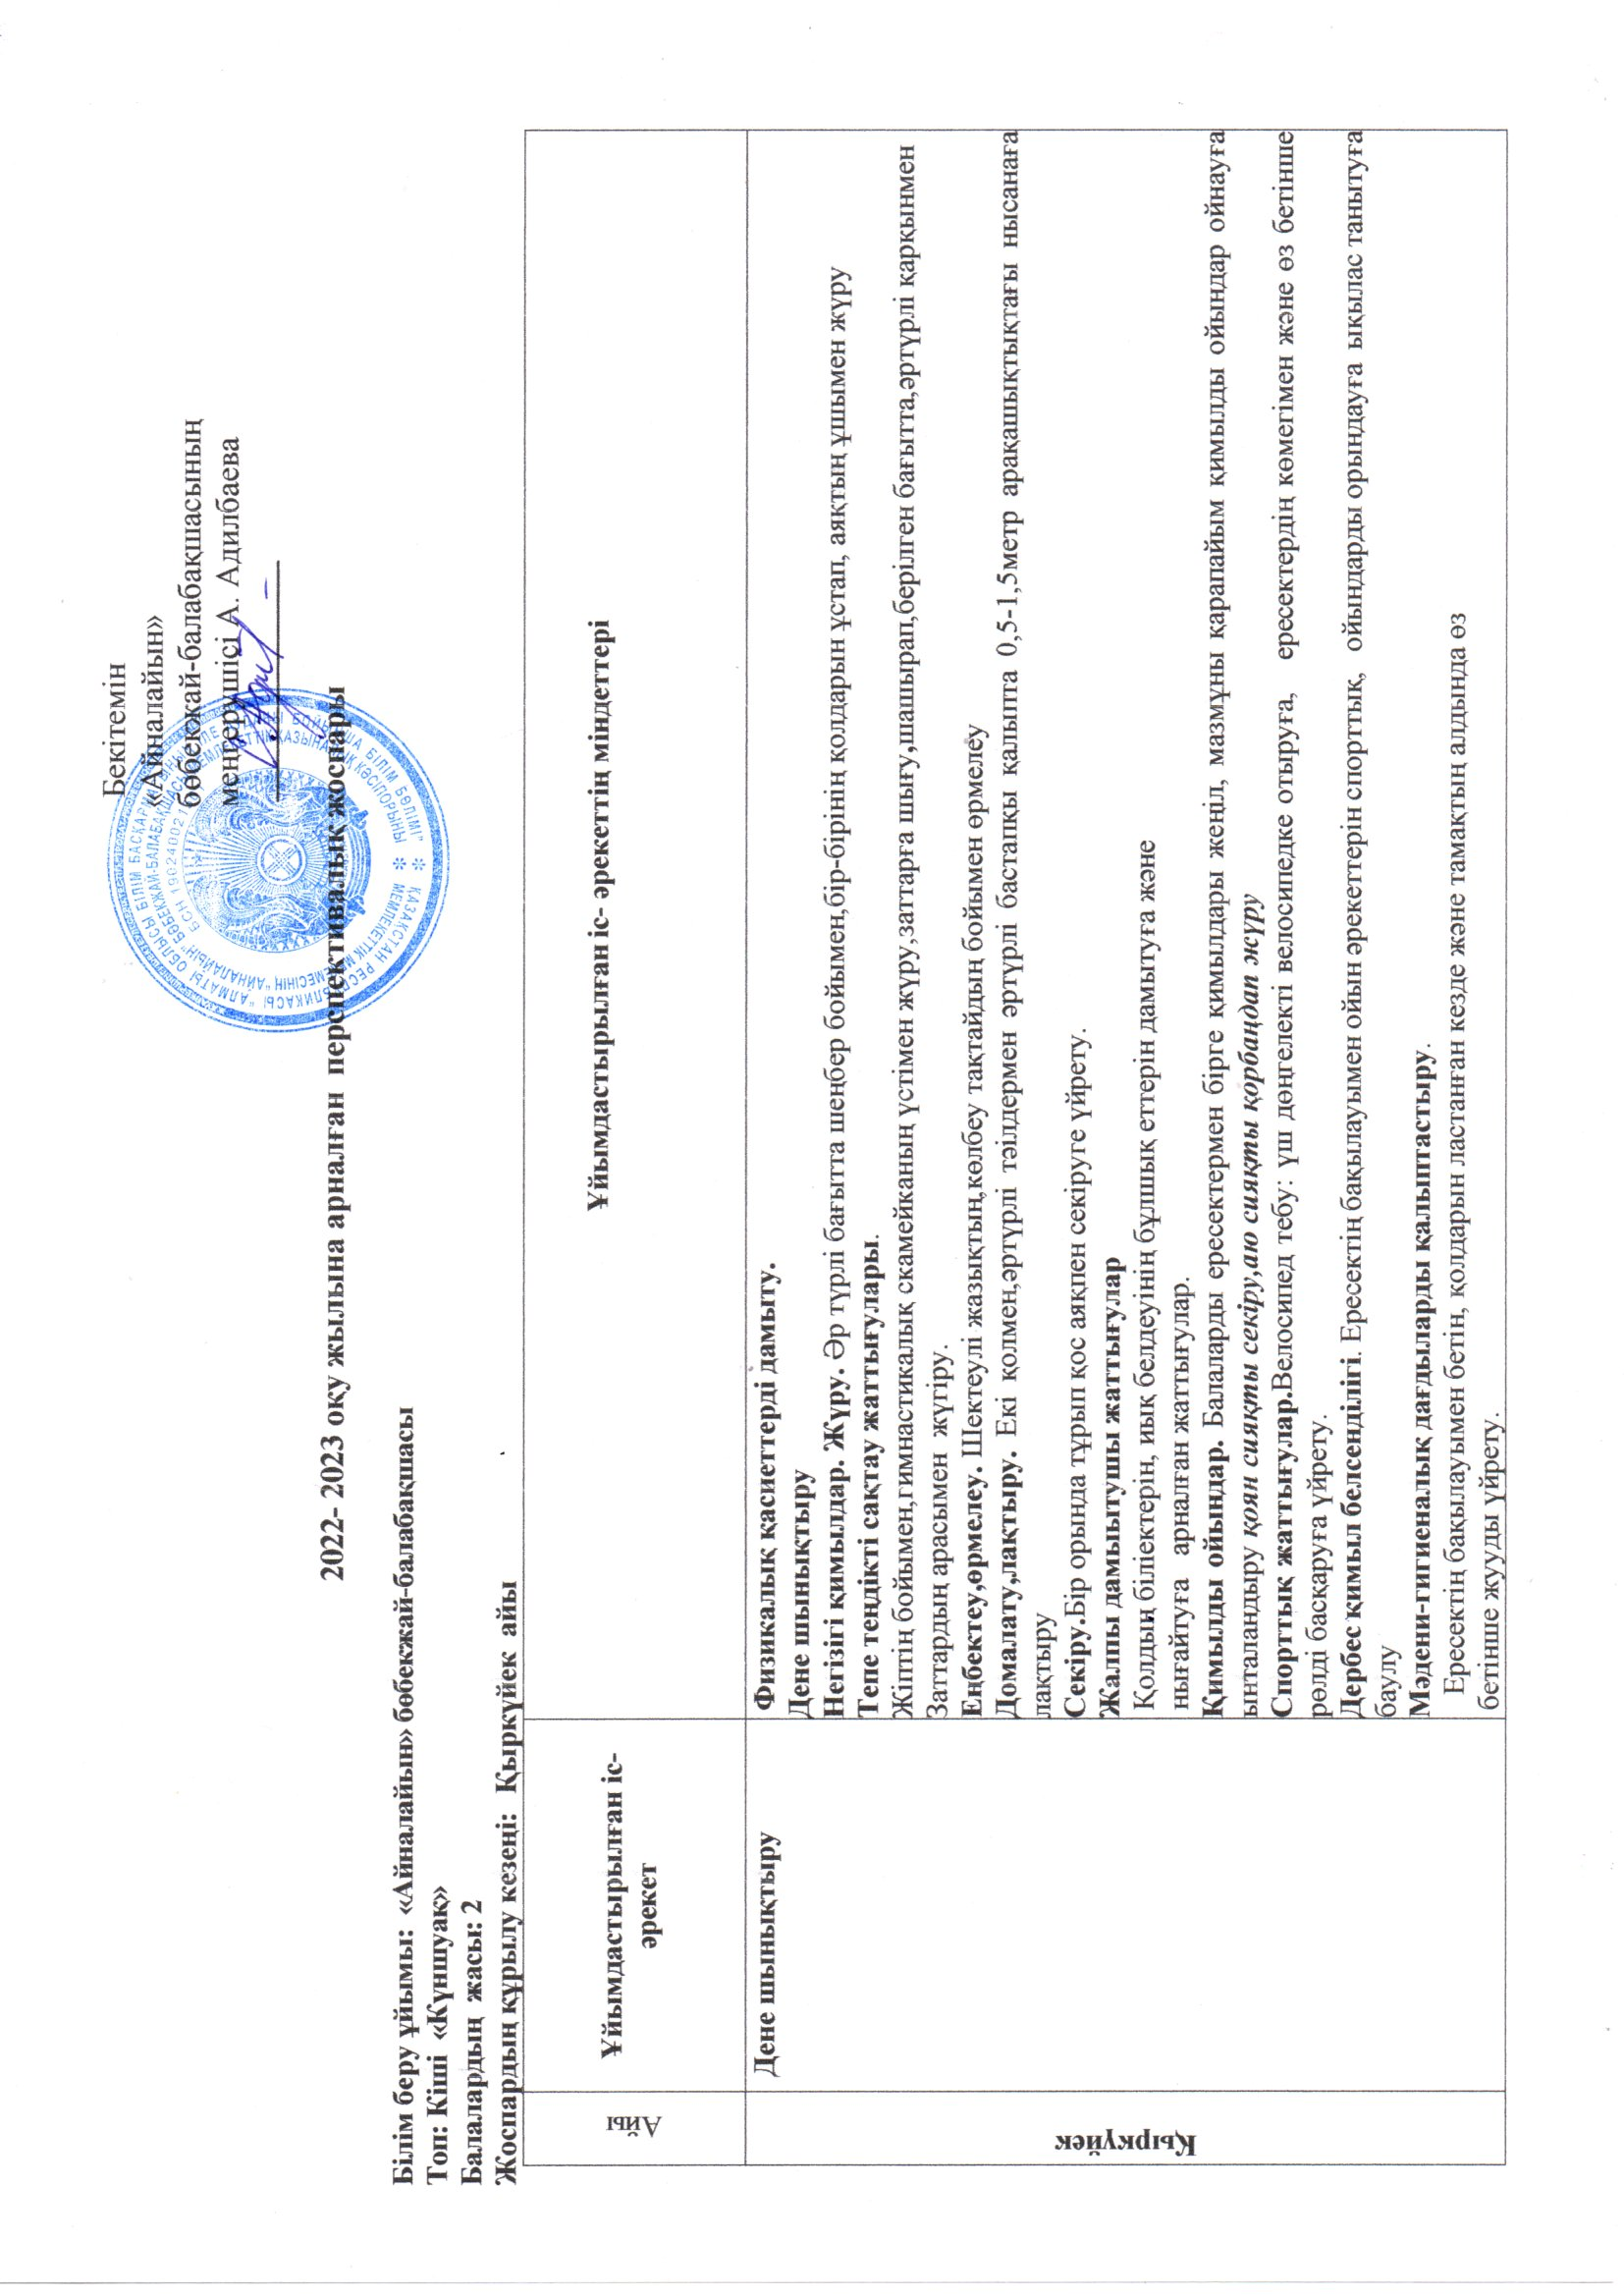 Бекітемін
«Айналайын»
бөбекжай-балабақшасының
меңгерушісі А. Адилбаева
2022- 2023 оқу жылына арналған перспективалық жоспары
Білім беру ұйымы: «Айналайын» бөбекжай-балабақшасы
Топ: Кіші «Күншуақ»
Балалардың жасы: 2
Жоспардың құрылу кезеңі: Қыркүйек айы
Айы
Ұйымдастырылған іс-
әрекет
Ұйымдастырылған іс- әрекеттің міндеттері
Қыркүйек
Дене шынықтыру
Физикалық қасиеттерді дамыту.
Дене шынықтыру
Негізігі қимылдар. Жүру. Әр түрлі бағытта шеңбер бойымен,бір-бірінің қолдарын ұстап, аяқтың ұшымен жүру
Тепе теңдікті сақтау жаттығулары.
Жіптің бойымен,гимнастикалық скамейканың үстімен жүру,заттарға шығу,шашырап,берілген бағытта,әртүрлі қарқынмен
Заттардың арасымен жүгіру.
Еңбектеу,өрмелеу. Шектеулі жазықтың,көлбеу тақтайдың бойымен өрмелеу
Домалату,лақтыру. Екі қолмен,әртүрлі тәілдермен әртүрлі бастапқы қалыпта 0,5-1,5метр арақашықтықтағы нысанаға
лақтыру
Секіру.Бір орында тұрып қос аяқпен секіруге үйрету.
Жалпы дамытушы жаттығулар
Қолдың біліектерін, иық белдеуінің бұлшық еттерін дамытуға және
нығайтуға арналған жаттығулар.
Қимылды ойындар. Балаларды ересектермен бірге қимылдары жеңіл, мазмұны қарапайым қимылды ойындар ойнауға
ынталандыру қоян сияқты секіру,аю сияқты қорбаңдап жүру
Спорттық жаттығулар.Велосипед тебу: үш дөңгелекті велосипедке отыруға, ересектердің көмегімен және өз бетінше
рөлді басқаруға үйрету.
Дербес қимыл белсенділігі. Ересектің бақылауымен ойын әрекеттерін спорттық, ойындарды орындауға ықылас танытуға
баулу
Мәдени-гигиеналық дағдыларды қалыптастыру.
Ересектің бақылауымен бетін, қолдарын ластанған кезде және тамақтың алдында өз
бетінше жууды үйрету.